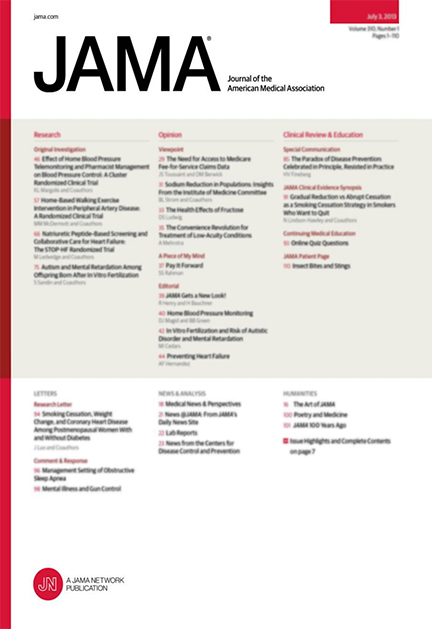 jama.com
July 3, 2013
Volume 310, Number 1
Pages 1–110
JAMA®
Journal of the
American Medical Association
Research
Original Investigation
46 Effect of Home Blood Pressure
Telemonitoring and Pharmacist Management
on Blood Pressure Control: A Cluster
Randomized Clinical Trial
KL Margolis and Coauthors
57 Home-Based Walking Exercise
Intervention in Peripheral Artery Disease:
A Randomized Clinical Trial
MM McDermott and Coauthors
66 Natriuretic Peptide-Based Screening and
Collaborative Care for Heart Failure:
The STOP-HF Randomized Trial
M Ledwidge and Coauthors
75 Autism and Mental Retardation Among
Offspring Born After In Vitro Fertilization
S Sandin and Coauthors
Opinion
Viewpoint
29 The Need for Access to Medicare
Fee-for-Service Claims Data
JS Toussaint and DM Berwick
31 Sodium Reduction in Populations: Insights
From the Institute of Medicine Committee
BL Strom and Coauthors
33 The Health Effects of Fructose
DS Ludwig
35 The Convenience Revolution for
Treatment of Low-Acuity Conditions
A Mehrotra
A Piece of My Mind
37 Pay It Forward
SS Rahman
Editorial
39 JAMA Gets a New Look!
R Henry and H Bauchner
40 Home Blood Pressure Monitoring
DJ Magid and BB Green
42 In Vitro Fertilization and Risk of Autistic
Disorder and Mental Retardation
MI Cedars
44 Preventing Heart Failure
AF Hernandez
Clinical Review & Education
Special Communication
85 The Paradox of Disease Prevention:
Celebrated in Principle, Resisted in Practice
HV Fineberg
JAMA Clinical Evidence Synopsis
91 Gradual Reduction vs Abrupt Cessation
as a Smoking Cessation Strategy in Smokers
Who Want to Quit
N Lindson-Hawley and Coauthors
Continuing Medical Education
93 Online Quiz Questions
JAMA Patient Page
110 Insect Bites and Stings
LETTERS
Research Letter
94 Smoking Cessation, Weight
Change, and Coronary Heart Disease
Among Postmenopausal Women With
and Without Diabetes
J Luo and Coauthors
Comment & Response
96 Management Setting of Obstructive
Sleep Apnea
98 Mental Illness and Gun Control
NEWS & ANALYSIS
18 Medical News & Perspectives
21 News @JAMA: From JAMA's
Daily News Site
22 Lab Reports
23 News from the Centers for
Disease Control and Prevention
HUMANITIES
16 The Art of JAMA
100 Poetry and Medicine
101 JAMA 100 Years Ago
Issue Highlights and Complete Contents
on page 7
JN
A JAMA NETWORK
PUBLICATION